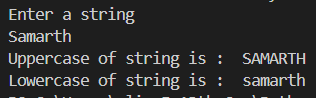 Enter a string
Samarth
Uppercase of string is :  SAMARTH
Lowercase of string is :  samarth